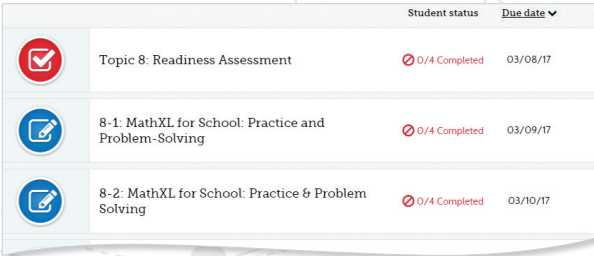 Student status Due date
Topic 8: Readiness Assessment 0/4 Completed 03/08/17
8-1: MathXL for School: Practice and
Problem-Solving
0/4 Completed 03/09/17
8-2: MathXL for School: Practice & Problem
Solving
0/4 Completed 03/10/17